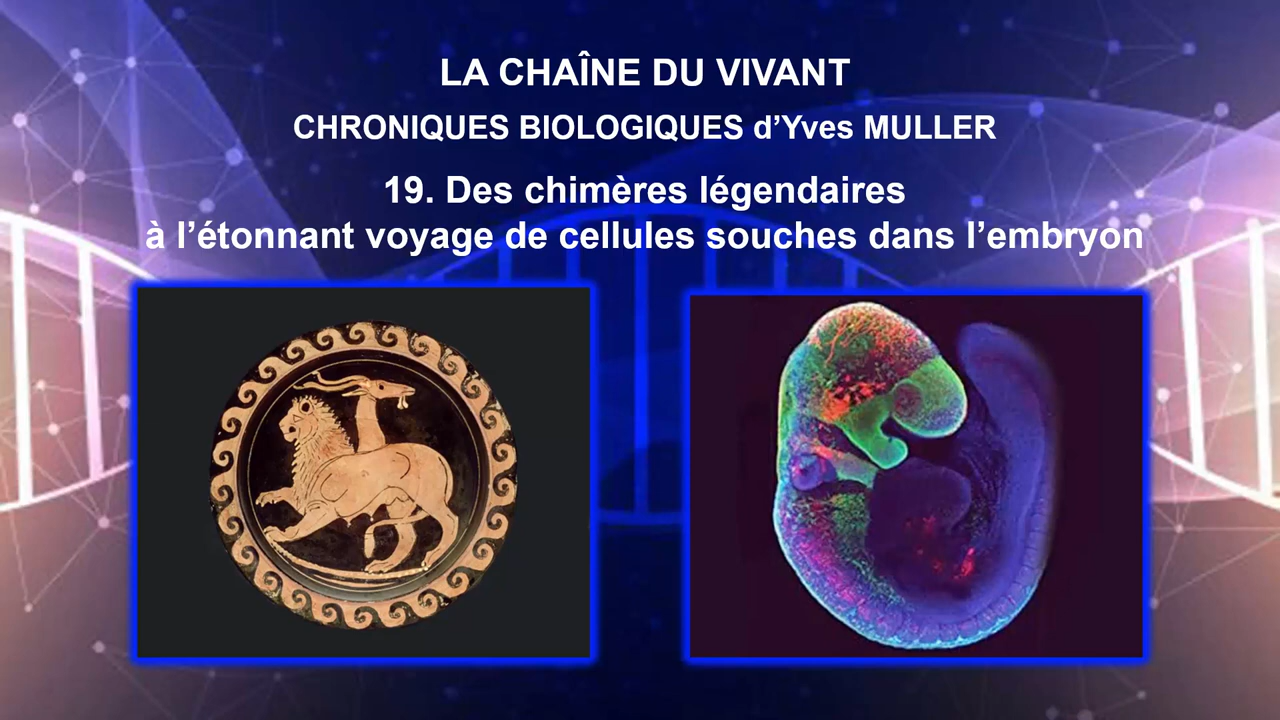 LA CHAÎNE DU VIVANT
CHRONIQUES BIOLOGIQUES d’Yves MULLER
19. Des chimères légendaires
à l’étonnant voyage de cellules souches dans l’embryon